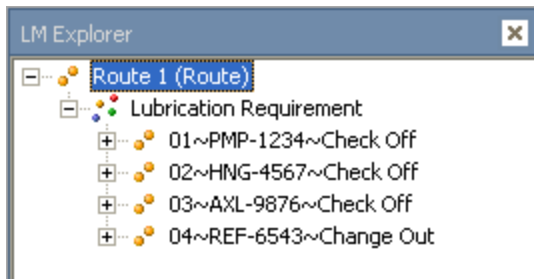 LM Explorer
Route 1 (Route)
Lubrication Requirement
01~PMP-1234~Check Off
02~HNG-4567~Check Off
03~AXL-9876~Check Off
04~REF-6543~Change Out